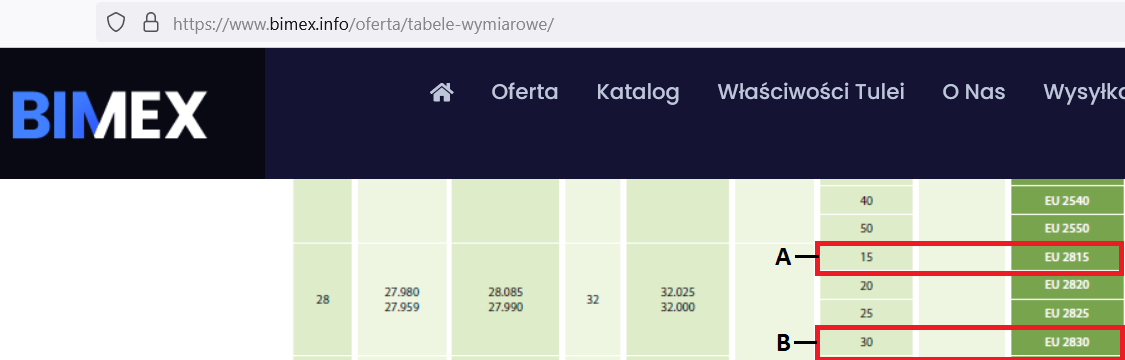 https://www.bimex.info/oferta/tabele-wymiarowe/
BIMEX
Oferta Katalog Właściwości Tulei O Nas Wysyłk
40 EU 2540
50 EU 2550
A 15 EU 2815
20 EU 2820
28 27.980 28.085 32 32.025
27.959 27.990 32.000
25 EU 2825
B 30 EU 2830